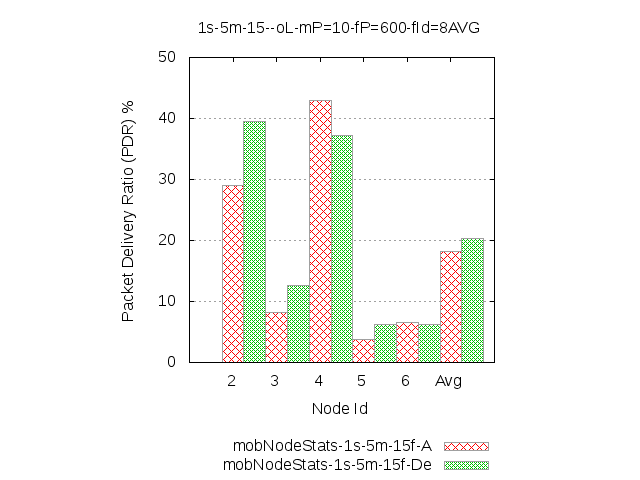 1s-5m-15--oL-mP=10-fP=600-fId=8AVG
Packet Delivery Ratio (PDR) %
50
40
30
20
10
0
2 3 4 5 6 Avg
Node Id
mobNodeStats-1s-5m-15f-A
mobNodeStats-1s-5m-15f-De